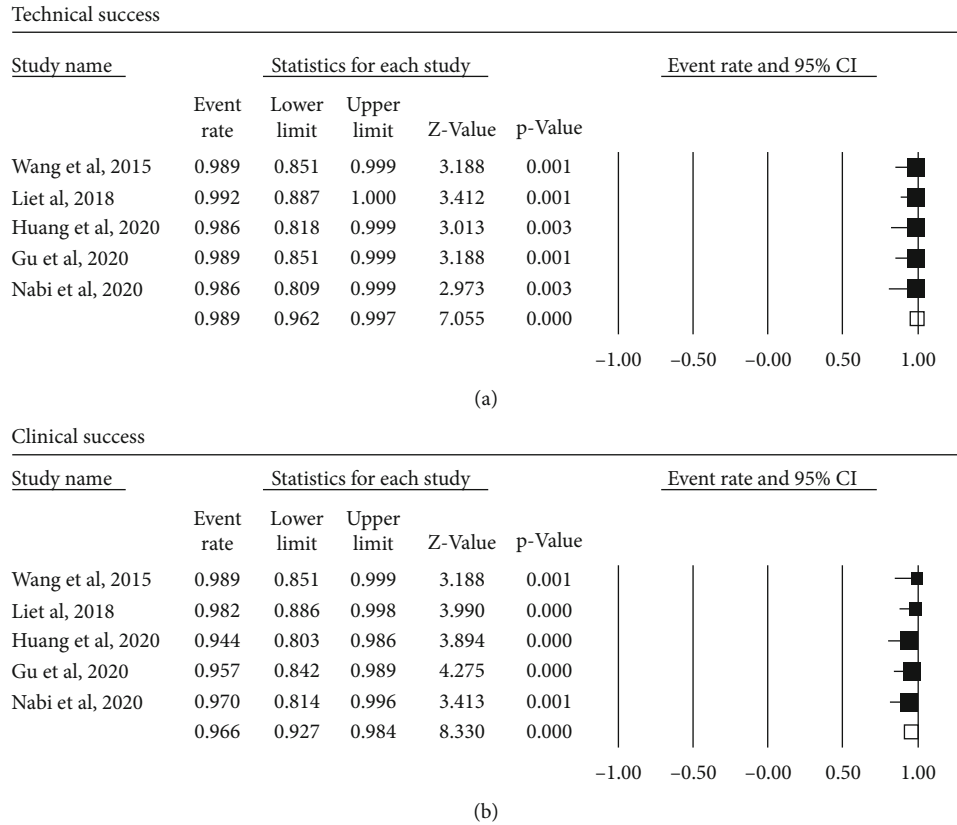 Technical success
Study name Statistics for each study Event rate and 95% CI
Event rate Lower limit Upper limit Z-Value p-Value
Wang et al, 2015 0.989 0.851 0.999 3.188 0.001
Liet al, 2018 0.992 0.887 1.000 3.412 0.001
Huang et al, 2020 0.986 0.818 0.999 3.013 0.003
Gu et al, 2020 0.989 0.851 0.999 3.188 0.001
Nabi et al, 2020 0.986 0.809 0.999 2.973 0.003
0.989 0.962 0.997 7.055 0.000
−1.00 −0.50 −0.00 0.50 1.00
(a)
Clinical success
Study name Statistics for each study Event rate and 95% CI
Event rate Lower limit Upper limit Z-Value p-Value
Wang et al, 2015 0.989 0.851 0.999 3.188 0.001
Liet al, 2018 0.982 0.886 0.998 3.990 0.000
Huang et al, 2020 0.944 0.803 0.986 3.894 0.000
Gu et al, 2020 0.957 0.842 0.989 4.275 0.000
Nabi et al, 2020 0.970 0.814 0.996 3.413 0.001
0.966 0.927 0.984 8.330 0.000
−1.00 −0.50 −0.00 0.50 1.00
(b)